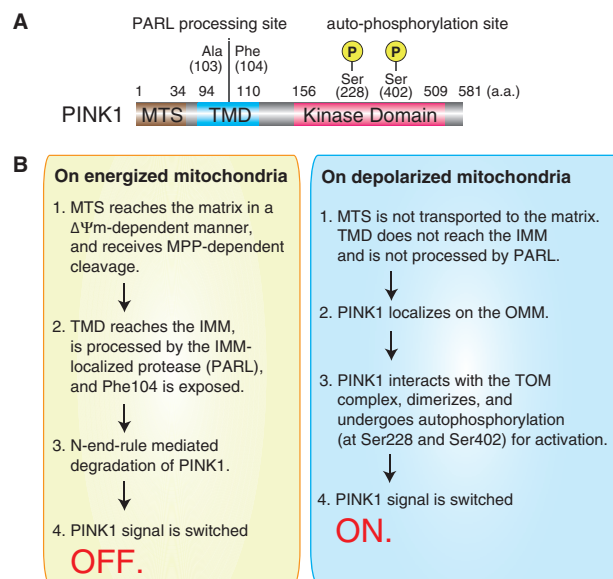 A
PARL processing site
auto-phosphorylation site
Ala
(103)
Phe
(104)
P
P
Ser
(228)
Ser
(402)
1 34 94 110 156 509 581 (a.a.)
PINK1 MTS TMD Kinase Domain
B
On energized mitochondria
1. MTS reaches the matrix in a
ΔΨm-dependent manner,
and receives MPP-dependent
cleavage.
2. TMD reaches the IMM,
is processed by the IMM-
localized protease (PARL),
and Phe104 is exposed.
3. N-end-rule mediated
degradation of PINK1.
4. PINK1 signal is switched
OFF.
On depolarized mitochondria
1. MTS is not transported to the matrix.
TMD does not reach the IMM
and is not processed by PARL.
2. PINK1 localizes on the OMM.
3. PINK1 interacts with the TOM
complex, dimerizes, and
undergoes autophosphorylation
(at Ser228 and Ser402) for activation.
4. PINK1 signal is switched
ON.